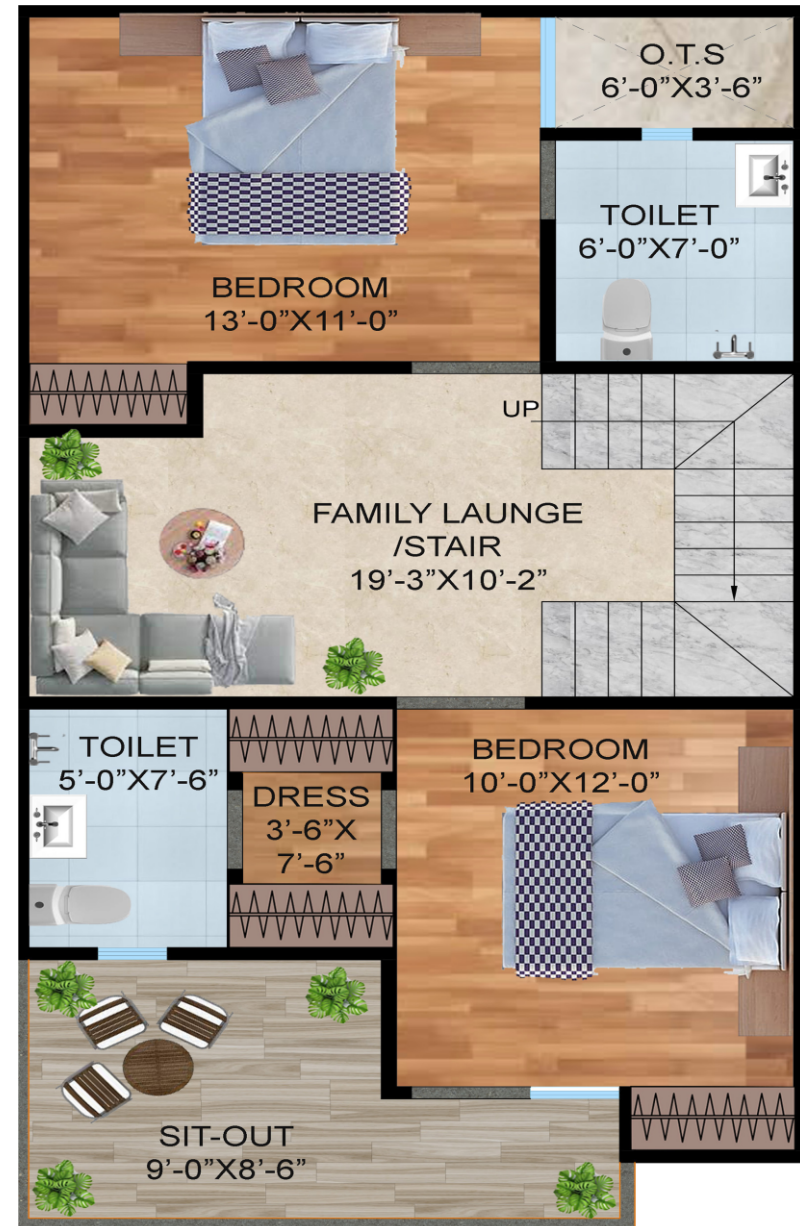 O.T.S
6’-0”X3’-6”
TOILET
6’-0”X7’-0”
BEDROOM
13’-0”X11’-0”
UP
FAMILY LAUNGE
/STAIR
19’-3”X10’-2”
TOILET
5’-0”X7’-6”
DRESS
3’-6”X
7’-6”
BEDROOM
10’-0”X12’-0”
SIT-OUT
9’-0”X8’-6”